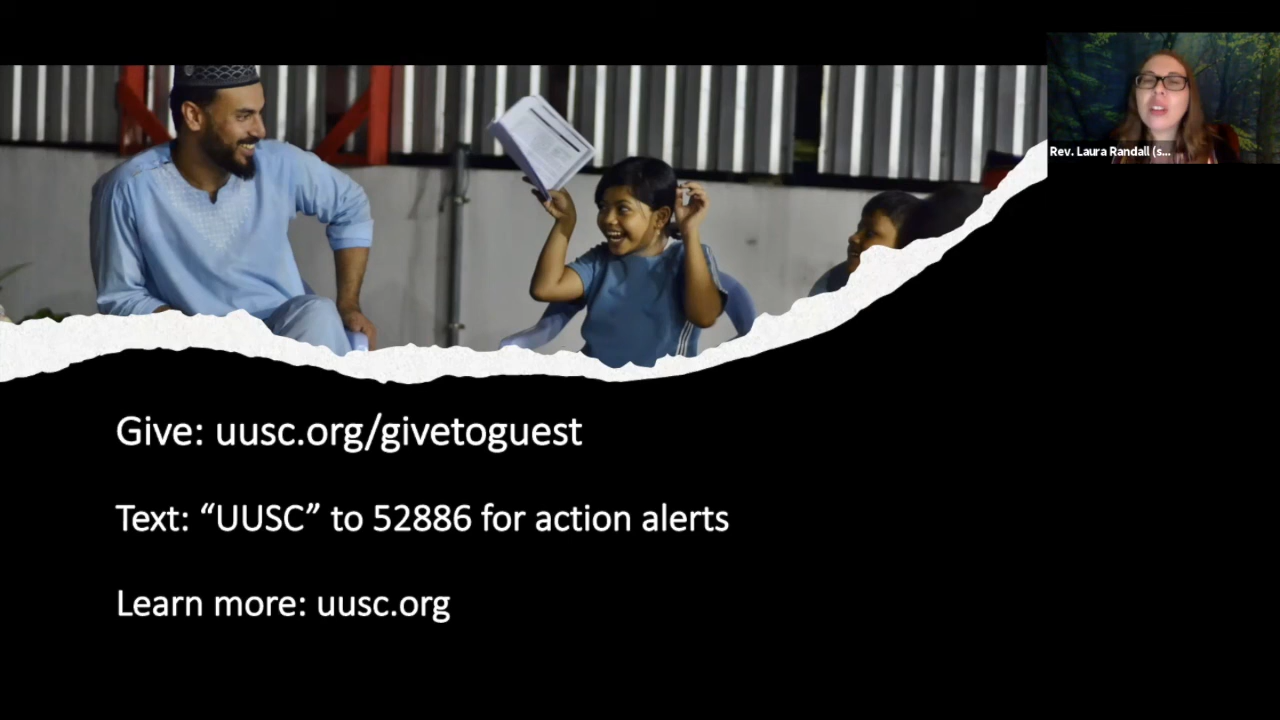 Rev. Laura Randall (s...
Give: uusc.org/givetoguest
Text: “UUSC” to 52886 for action alerts
Learn more: uusc.org